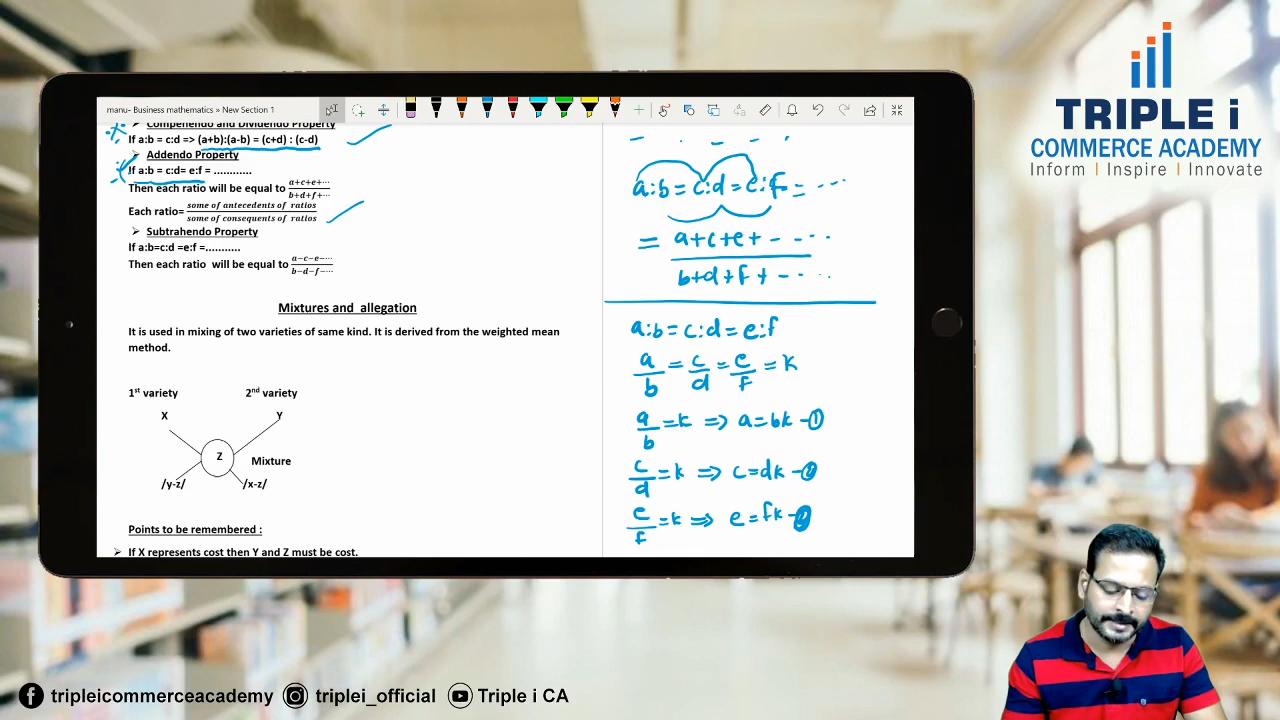 manu- Business mathematics » New Section 1
Compenendo and Dividendo Property
If a:b = c:d => (a+b):(a-b) = (c+d) : (c-d)
Addendo Property
If a:b = c:d= e:f = ............
Then each ratio will be equal to a+c+e+⋯ / b+d+f+⋯
Each ratio= some of antecedents of ratios / some of consequents of ratios
Subtrahendo Property
If a:b=c:d =e:f =...........
Then each ratio will be equal to a−c−e−⋯ / b−d−f−⋯
Mixtures and allegation
It is used in mixing of two varieties of same kind. It is derived from the weighted mean
method.
1st variety 2nd variety
X Y
Z
Mixture
/y-z/ /x-z/
Points to be remembered :
If X represents cost then Y and Z must be cost.
a:b = c:d = e:f = ...
= a+c+e+ - - ...
b+d+f+ - - ...
a:b = c:d = e:f
a/b = c/d = e/f = k
a/b = k => a = bk - ①
c/d = k => c = dk - ②
e/f = k => e = fk -
TRIPLE i
COMMERCE ACADEMY
Inform | Inspire | Innovate
tripleicommerceacademy triplei_official Triple i CA